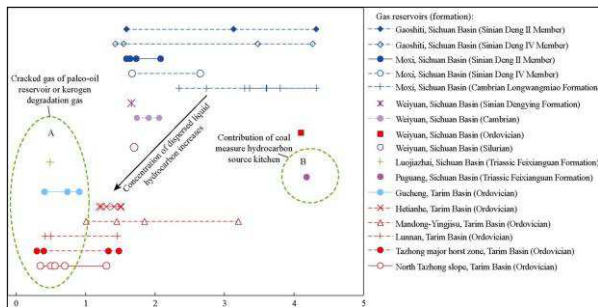 Gas reservoirs (formation):
Gaoshiti, Sichuan Basin (Sinian Deng II Member)
Gaoshiti, Sichuan Basin (Sinian Deng IV Member)
Moxi, Sichuan Basin (Sinian Deng II Member)
Moxi, Sichuan Basin (Sinian Deng IV Member)
Moxi, Sichuan Basin (Cambrian Longwangmiao Formation)
Weiyuan, Sichuan Basin (Sinian Dengying Formation)
Weiyuan, Sichuan Basin (Cambrian)
Weiyuan, Sichuan Basin (Ordovician)
Weiyuan, Sichuan Basin (Silurian)
Luojiazhai, Sichuan Basin (Triassic Feixianguan Formation)
Puguang, Sichuan Basin (Triassic Feixianguan Formation)
Gucheng, Tarim Basin (Ordovician)
Hetianhe, Tarim Basin (Ordovician)
Mandong-Yingjisu, Tarim Basin (Ordovician)
Lunnan, Tarim Basin (Ordovician)
Tazhong major horst zone, Tarim Basin (Ordovician)
North Tazhong slope, Tarim Basin (Ordovician)
Cracked gas of paleo-oil
reservoir or kerogen
degradation gas
A
Concentration of dispersed liquid
hydrocarbon increases
Contribution of coal
measure hydrocarbon
source kitchen
B
0 1 2 3 4 5